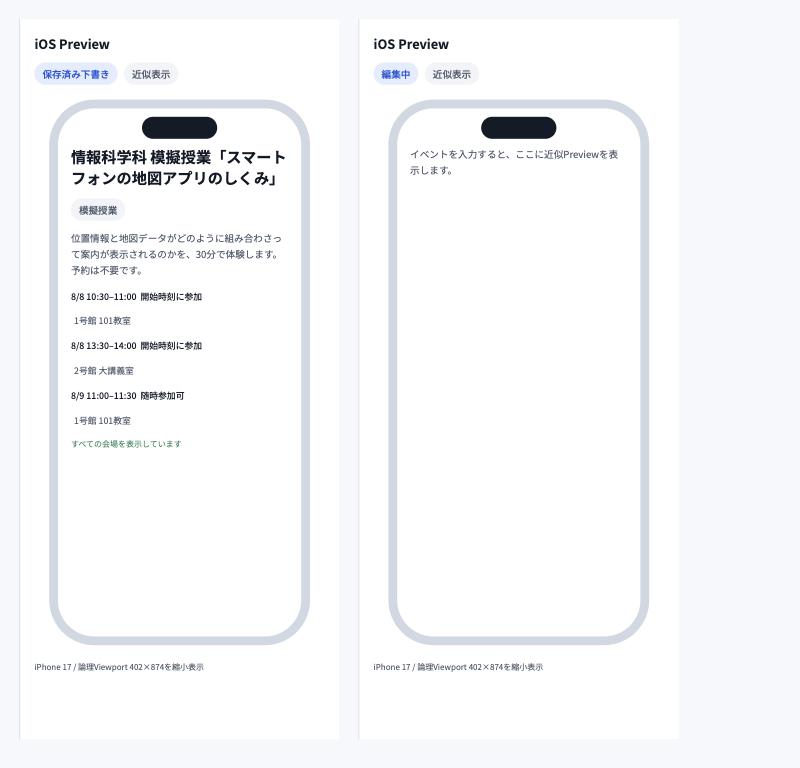 iOS Preview
保存済み下書き
近似表示
情報科学科 模擬授業「スマート
フォンの地図アプリのしくみ」
模擬授業
位置情報と地図データがどのように組み合わさっ
て案内が表示されるのかを、30分で体験します。
予約は不要です。
8/8 10:30–11:00 開始時刻に参加
1号館 101教室
8/8 13:30–14:00 開始時刻に参加
2号館 大講義室
8/9 11:00–11:30 随時参加可
1号館 101教室
すべての会場を表示しています
iPhone 17 / 論理Viewport 402×874を縮小表示
iOS Preview
編集中
近似表示
イベントを入力すると、ここに近似Previewを表
示します。
iPhone 17 / 論理Viewport 402×874を縮小表示